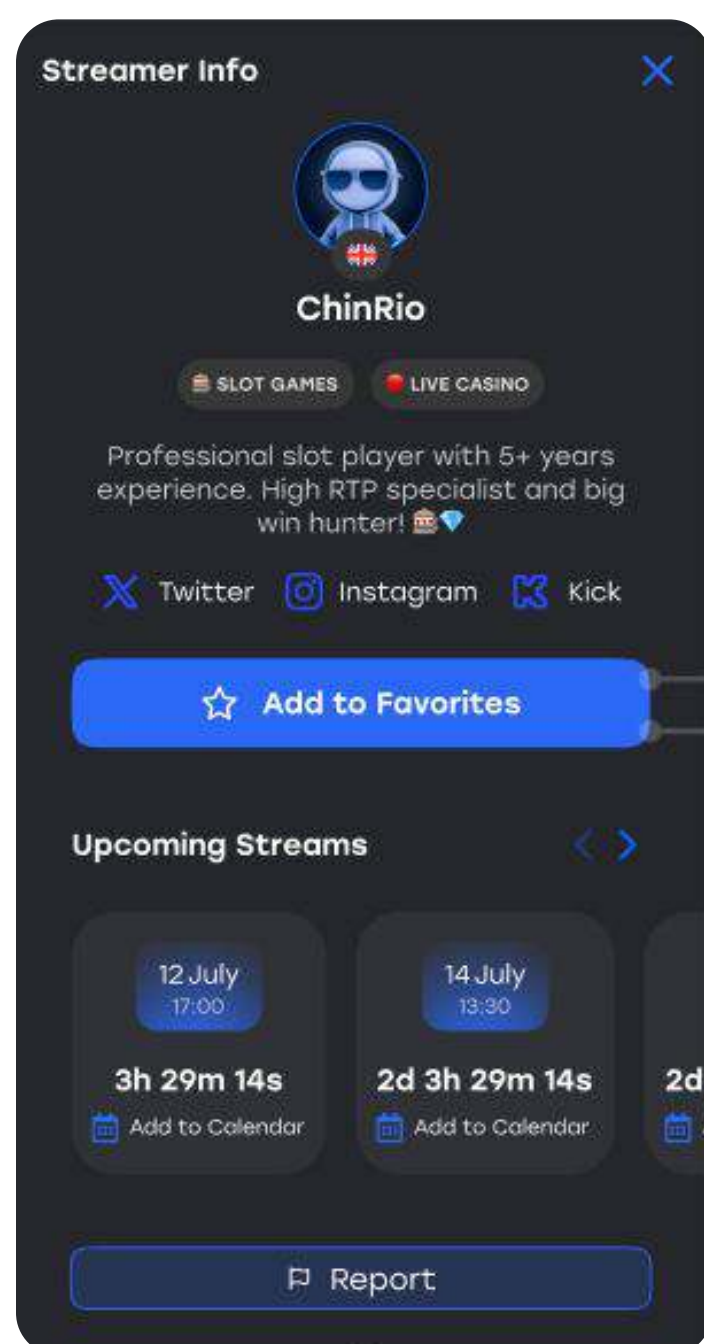 Streamer Info
ChinRio
🎰 SLOT GAMES 🔴 LIVE CASINO
Professional slot player with 5+ years
experience. High RTP specialist and big
win hunter! 🎰💎
Twitter Instagram Kick
Add to Favorites
Upcoming Streams
12 July 14 July
17:00 13:30
3h 29m 14s 2d 3h 29m 14s 2d
Add to Calendar Add to Calendar
Report